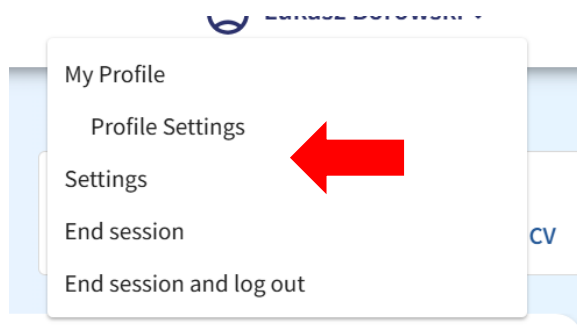 My Profile
Profile Settings
Settings
End session
CV
End session and log out